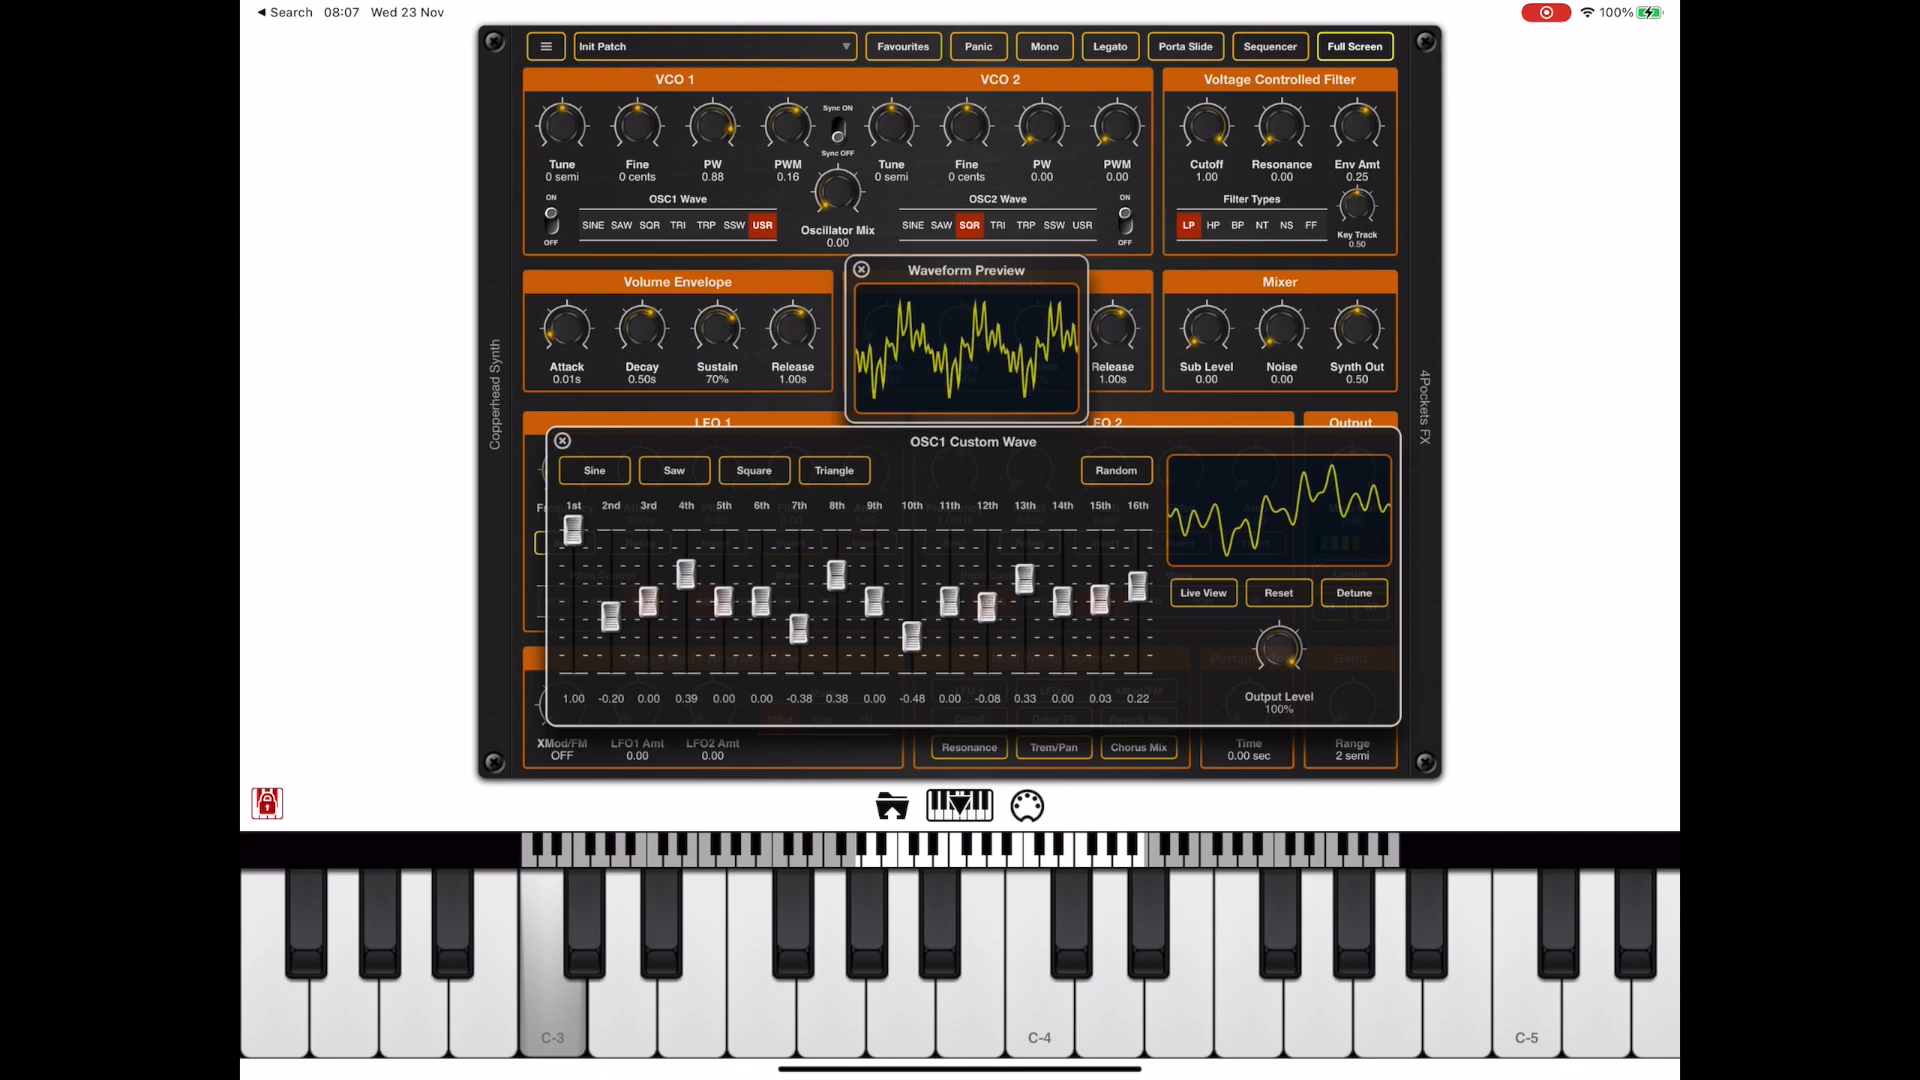 ◀ Search 08:07 Wed 23 Nov
100%
Init Patch
Favourites
Panic
Mono
Legato
Porta Slide
Sequencer
Full Screen
VCO 1
VCO 2
Voltage Controlled Filter
Sync ON
Sync OFF
Tune
0 semi
Fine
0 cents
PW
0.88
PWM
0.16
Tune
0 semi
Fine
0 cents
PW
0.00
PWM
0.00
Cutoff
1.00
Resonance
0.00
Env Amt
0.25
ON
OFF
OSC1 Wave
SINE SAW SQR TRI TRP SSW USR
Oscillator Mix
0.00
OSC2 Wave
SINE SAW SQR TRI TRP SSW USR
ON
OFF
Filter Types
LP HP BP NT NS FF
Key Track
0.50
Volume Envelope
Waveform Preview
Mixer
Attack
0.01s
Decay
0.50s
Sustain
70%
Release
1.00s
Release
1.00s
Sub Level
0.00
Noise
0.00
Synth Out
0.50
Copperhead Synth
4Pockets FX
LFO 1
FO 2
Output
OSC1 Custom Wave
Sine
Saw
Square
Triangle
Random
1st 2nd 3rd 4th 5th 6th 7th 8th 9th 10th 11th 12th 13th 14th 15th 16th
1.00 -0.20 0.00 0.39 0.00 0.00 -0.38 0.38 0.00 -0.48 0.00 -0.08 0.33 0.00 0.03 0.22
Live View
Reset
Detune
Output Level
100%
XMod/FM
OFF
LFO1 Amt
0.00
LFO2 Amt
0.00
Resonance
Trem/Pan
Chorus Mix
Time
0.00 sec
Range
2 semi
C-3
C-4
C-5